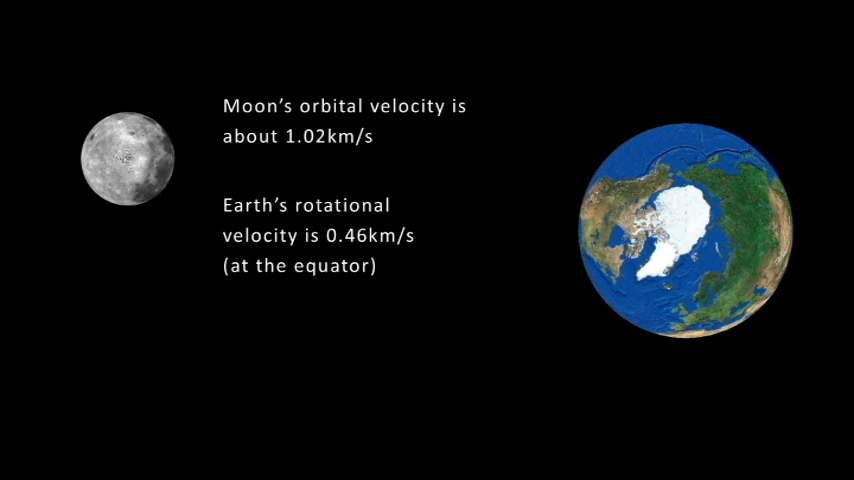 Moon’s orbital velocity is
about 1.02km/s
Earth’s rotational
velocity is 0.46km/s
(at the equator)